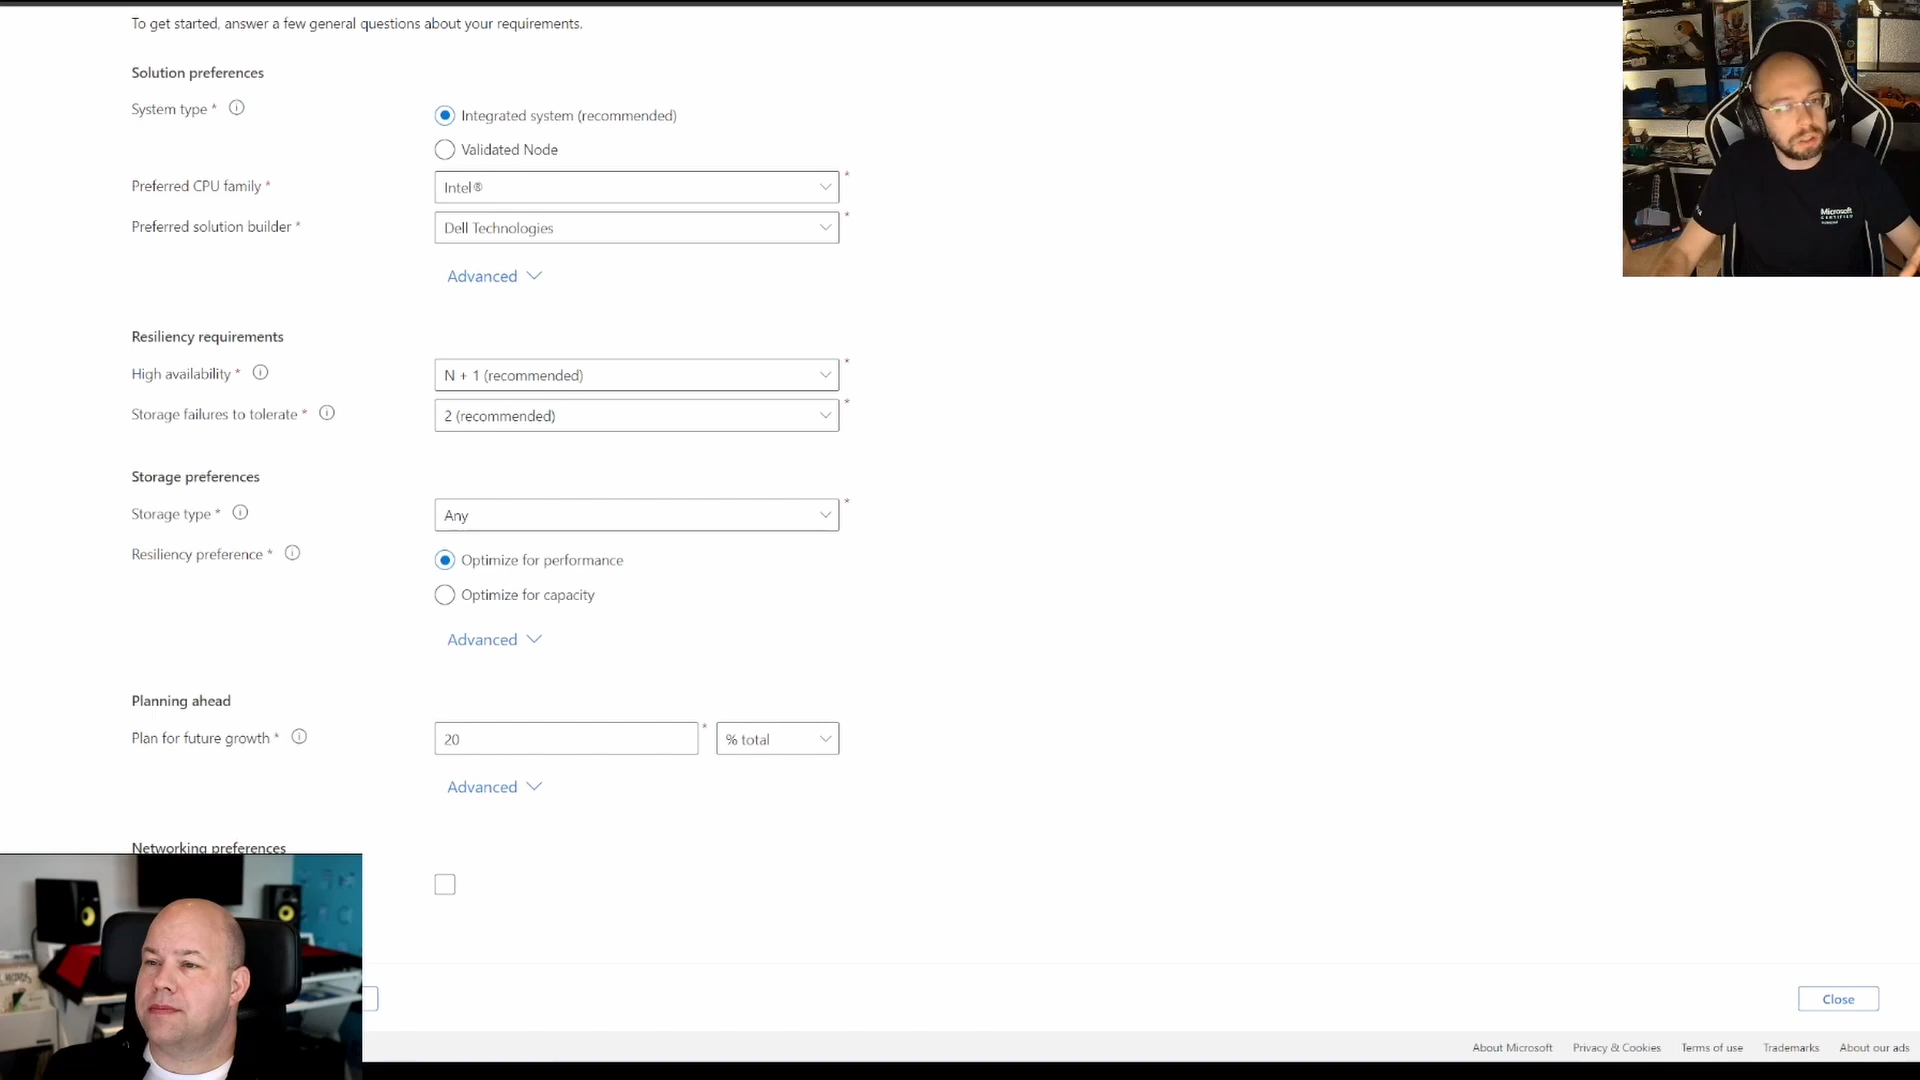 To get started, answer a few general questions about your requirements.
Solution preferences
System type *
Integrated system (recommended)
Validated Node
Preferred CPU family *
Intel® *
Preferred solution builder *
Dell Technologies *
Advanced
Resiliency requirements
High availability *
N + 1 (recommended) *
Storage failures to tolerate *
2 (recommended) *
Storage preferences
Storage type *
Any *
Resiliency preference *
Optimize for performance
Optimize for capacity
Advanced
Planning ahead
Plan for future growth *
20 * % total
Advanced
Networking preferences
Close
About Microsoft Privacy & Cookies Terms of use Trademarks About our ads
Microsoft
CERTIFIED